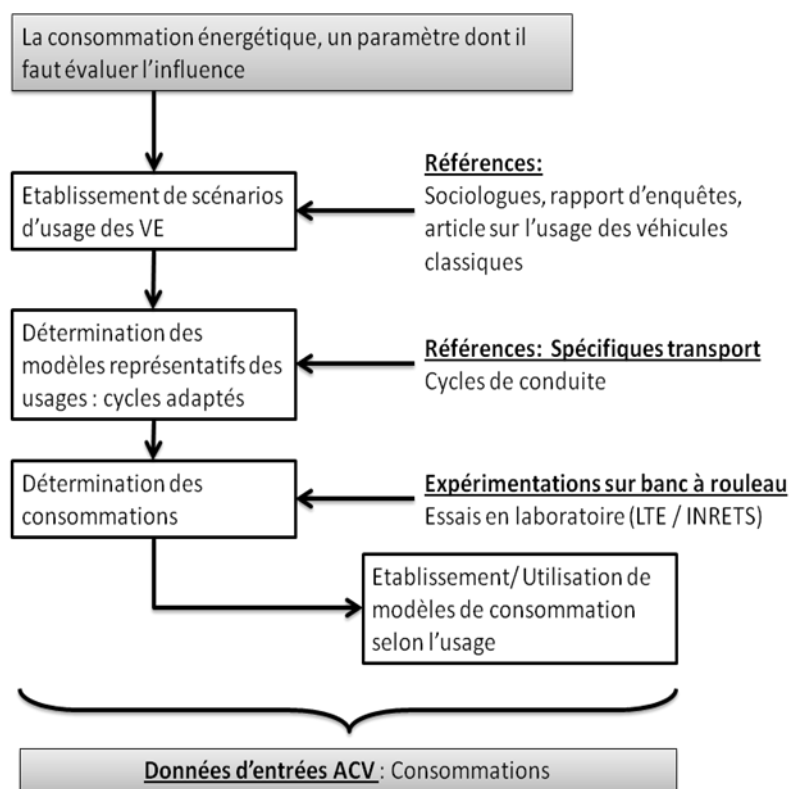 La consommation énergétique, un paramètre dont il
faut évaluer l'influence
Etablissement de scénarios
d'usage des VE
Références:
Sociologues, rapport d'enquêtes,
article sur l'usage des véhicules
classiques
Détermination des
modèles représentatifs des
usages : cycles adaptés
Références: Spécifiques transport
Cycles de conduite
Détermination des
consommations
Expérimentations sur banc à rouleau
Essais en laboratoire (LTE / INRETS)
Etablissement/ Utilisation de
modèles de consommation
selon l'usage
Données d'entrées ACV : Consommations